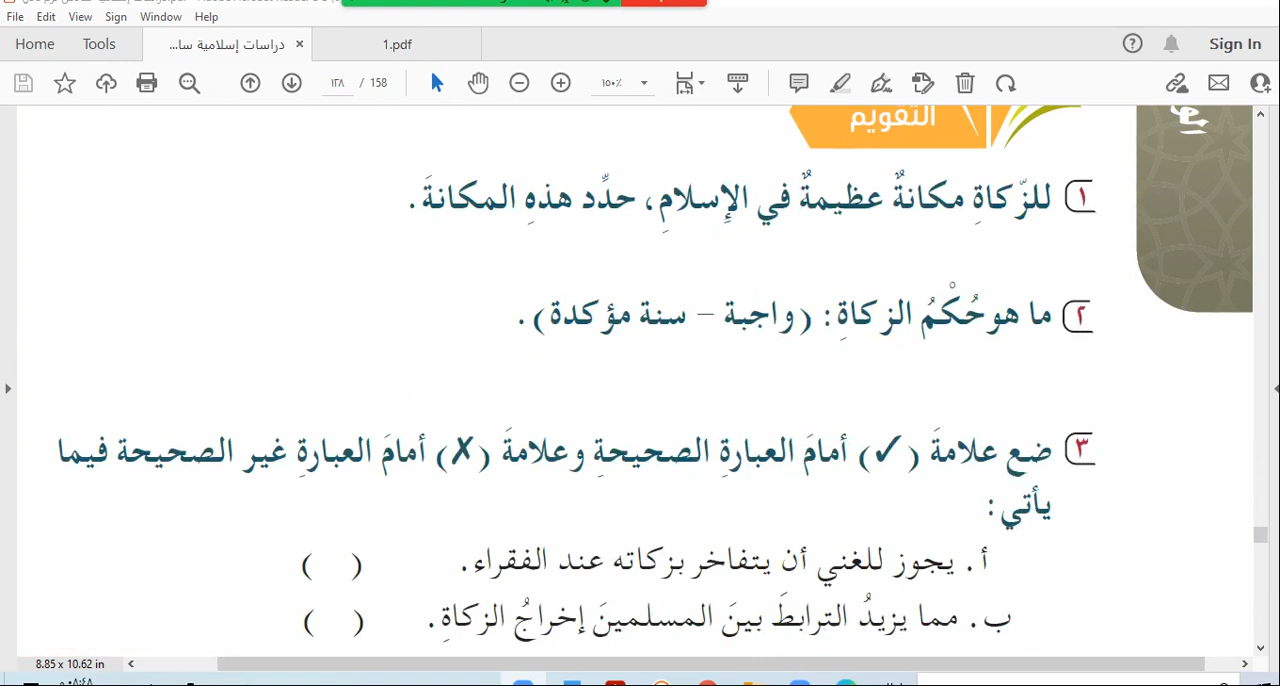 File Edit View Sign Window Help
Home Tools دراسات إسلامية سا... × 1.pdf Sign In
١٢٨ / 158 ١٥٠٪
التقويم
١ للزّكاةِ مكانةٌ عظيمةٌ في الإِسلامِ، حدِّد هذهِ المكانةَ.
٢ ما هو حُكْمُ الزكاةِ: (واجبة – سنة مؤكدة).
٣ ضع علامةَ (✓) أمامَ العبارةِ الصحيحةِ وعلامةَ (✗) أمامَ العبارةِ غير الصحيحة فيما
يأتي:
أ. يجوز للغني أن يتفاخر بزكاته عند الفقراء. ( )
ب. مما يزيدُ الترابطَ بينَ المسلمينَ إخراجُ الزكاةِ. ( )
8.85 x 10.62 in